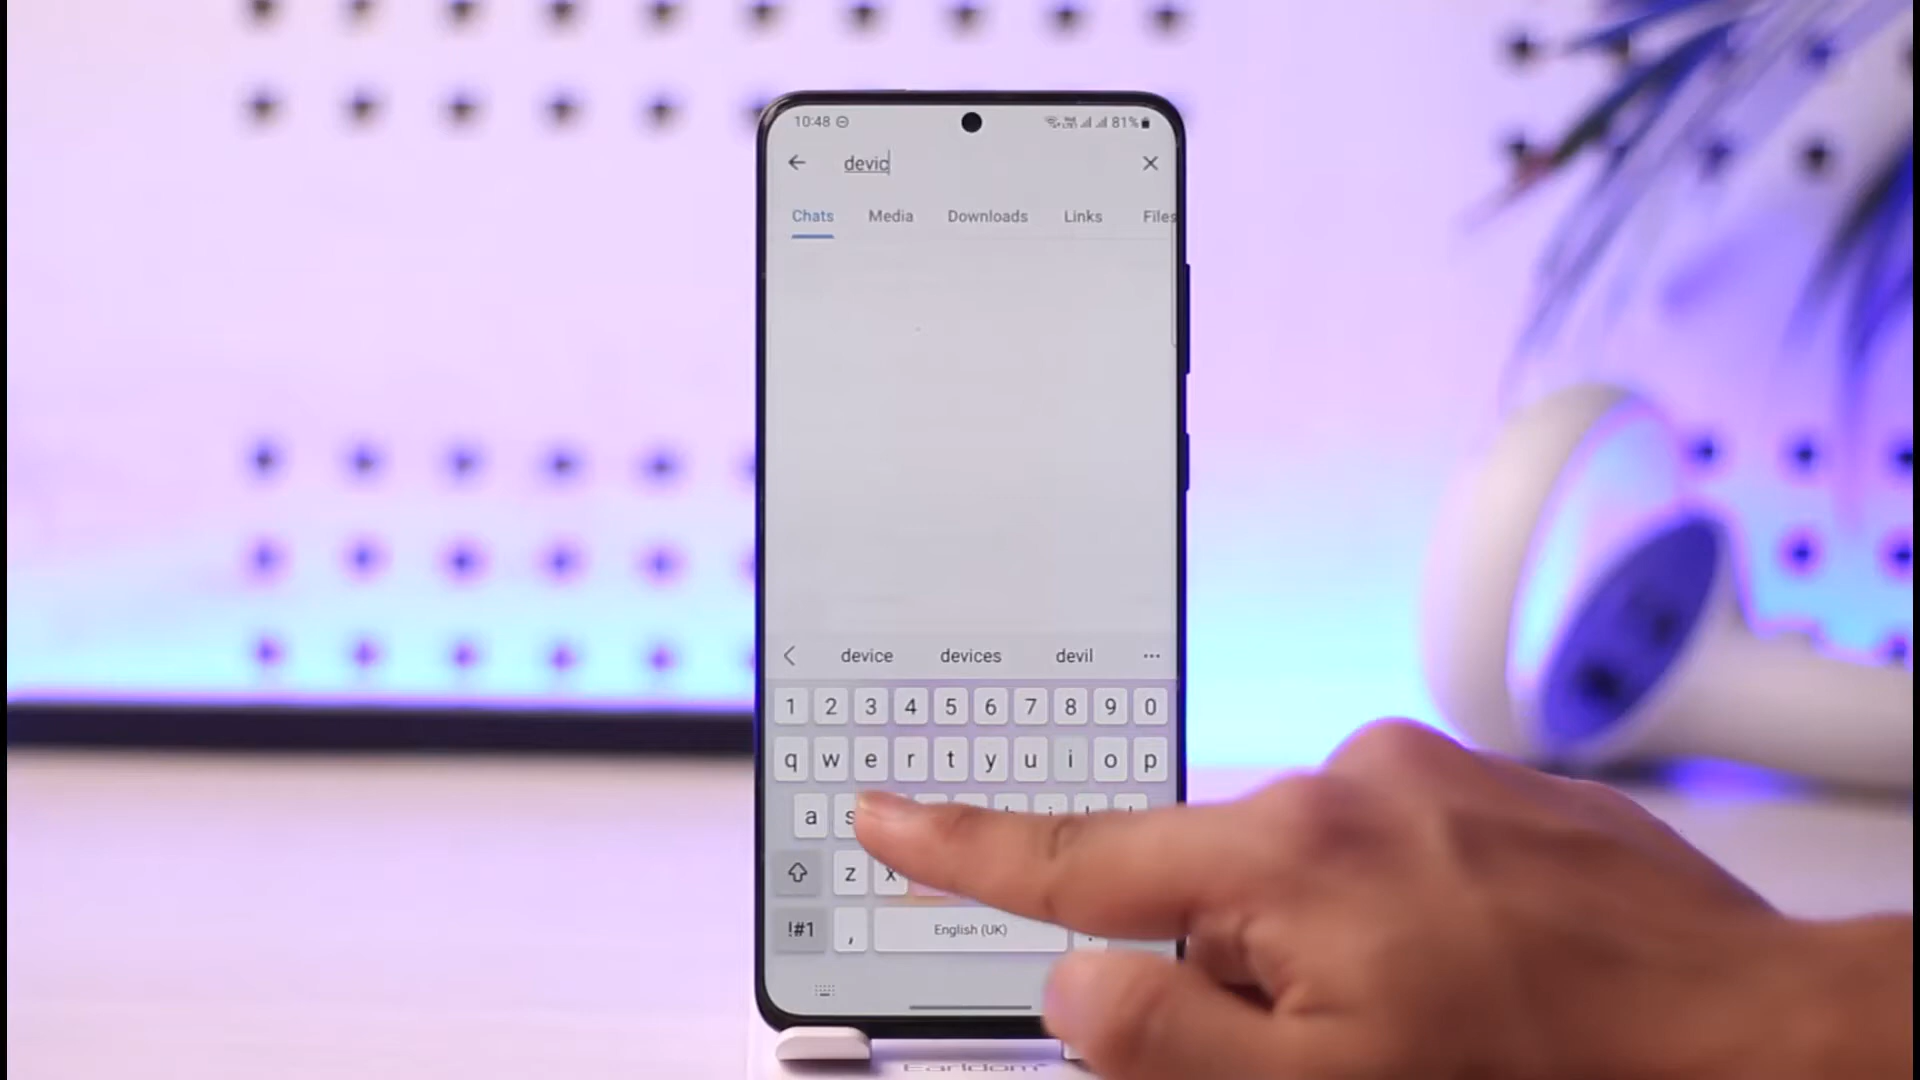 10:48 81%
devic
Chats Media Downloads Links Files
device devices devil ...
1 2 3 4 5 6 7 8 9 0
q w e r t y u i o p
a s
z x
!#1 , English (UK) .
Earldom